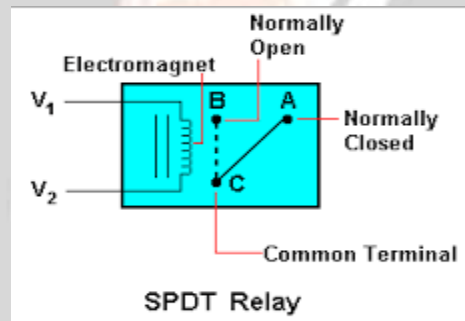 Normally
Open
Electromagnet
V1
B
A
Normally
Closed
C
V2
Common Terminal
SPDT Relay